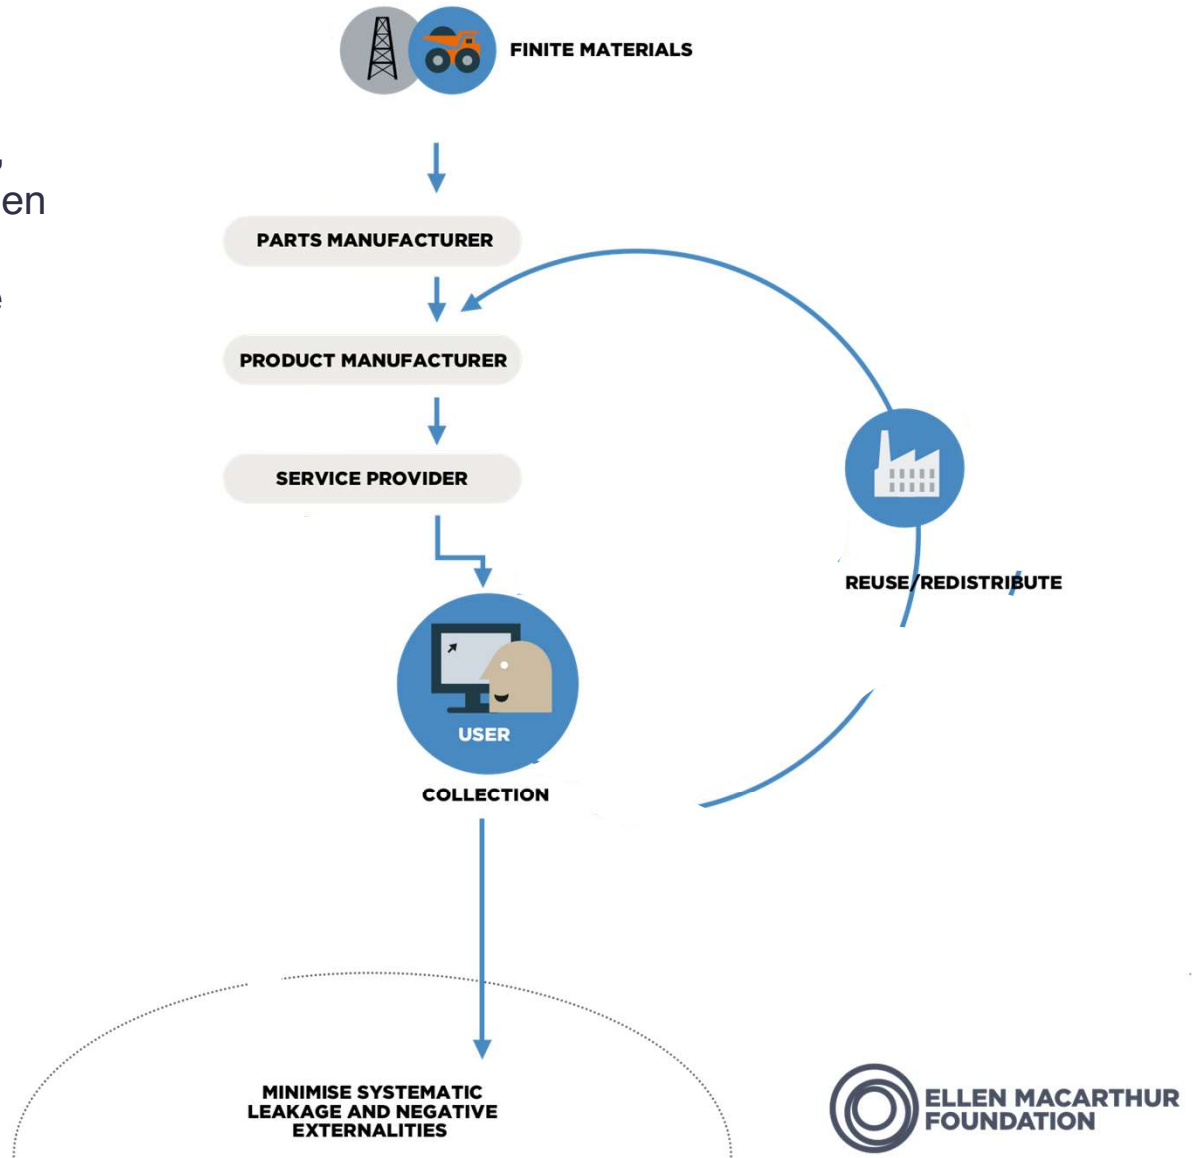 FINITE MATERIALS
,
en
e
PARTS MANUFACTURER
PRODUCT MANUFACTURER
SERVICE PROVIDER
REUSE/REDISTRIBUTE
USER
COLLECTION
MINIMISE SYSTEMATIC
LEAKAGE AND NEGATIVE
EXTERNALITIES
ELLEN MACARTHUR
FOUNDATION